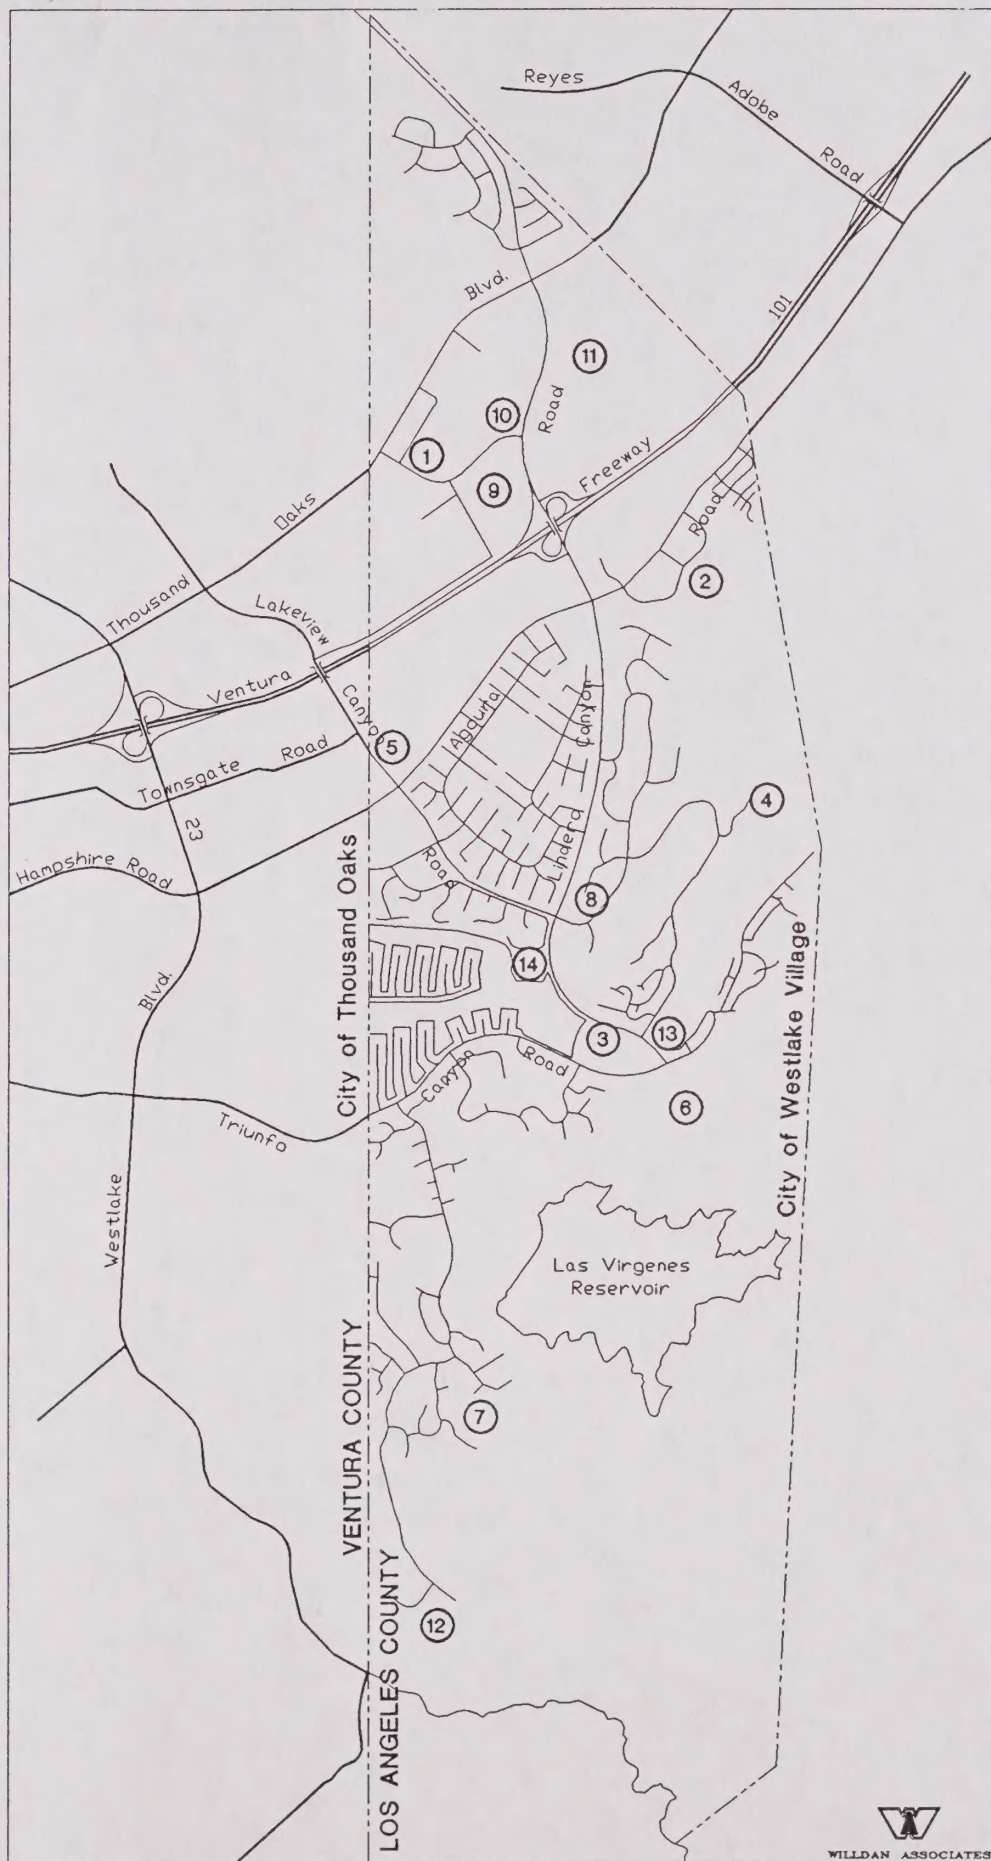 Reyes
Adobe
Road
101
Blvd.
11
10
Road
1
9
Freeway
Oaks
Road
2
Thousand
Lakeview
Ventura
Canyon
5
Agoura
Canyon
Townsgate Road
23
4
Hampshire Road
Road
Lindero
8
City of Thousand Oaks
14
Blvd.
3
13
City of Westlake Village
Canyon
Road
6
Triunfo
Westlake
Las Virgenes
Reservoir
VENTURA COUNTY
7
LOS ANGELES COUNTY
12
WILLDAN ASSOCIATES